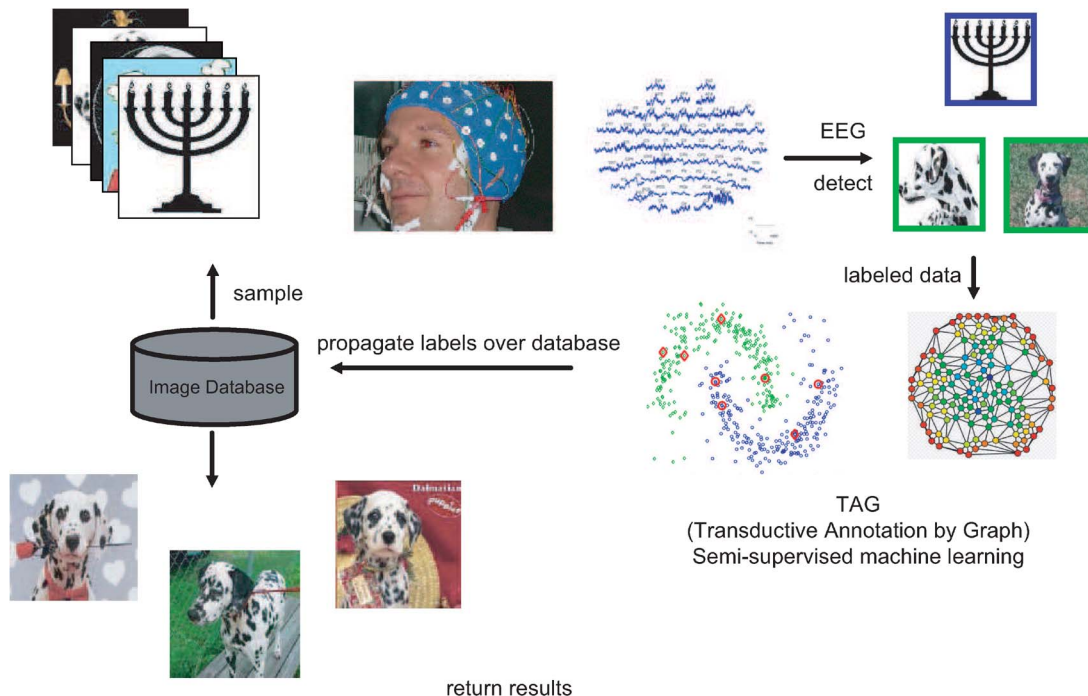 EEG
detect
labeled data
sample
propagate labels over database
Image Database
Dalmatian
TAG
(Transductive Annotation by Graph)
Semi-supervised machine learning
return results